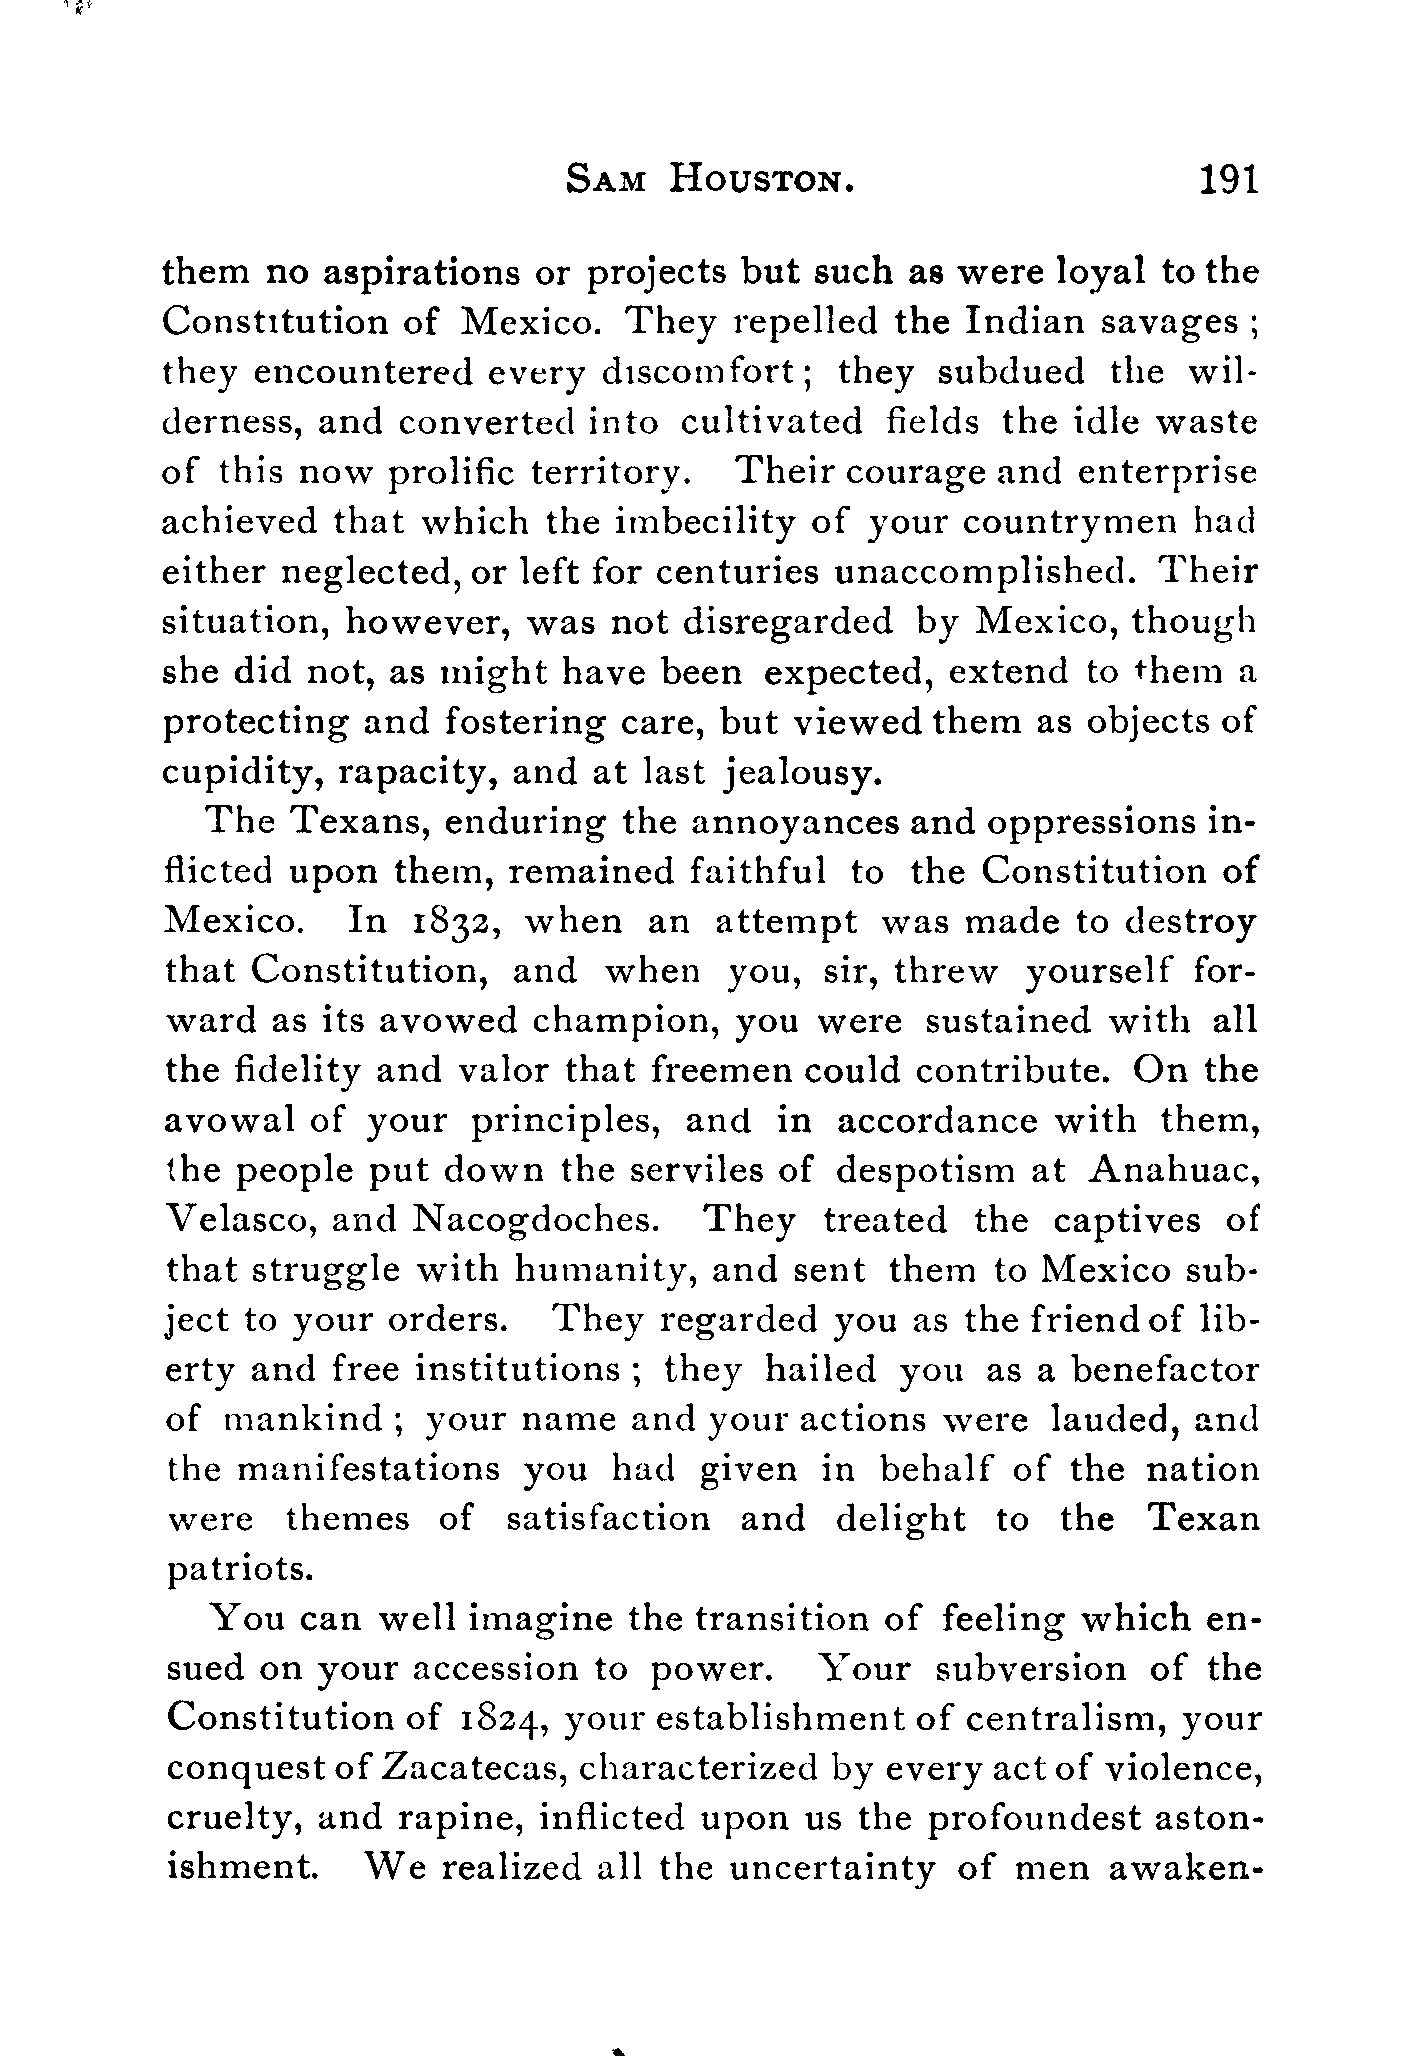 Sam Houston. 191
them no aspirations or projects but such as were loyal to the
Constitution of Mexico. They repelled the Indian savages ;
they encountered every discomfort ; they subdued the wil-
derness, and converted into cultivated fields the idle waste
of this now prolific territory. Their courage and enterprise
achieved that which the imbecility of your countrymen had
either neglected, or left for centuries unaccomplished. Their
situation, however, was not disregarded by Mexico, though
she did not, as might have been expected, extend to them a
protecting and fostering care, but viewed them as objects of
cupidity, rapacity, and at last jealousy.
The Texans, enduring the annoyances and oppressions in-
flicted upon them, remained faithful to the Constitution of
Mexico. In 1832, when an attempt was made to destroy
that Constitution, and when you, sir, threw yourself for-
ward as its avowed champion, you were sustained with all
the fidelity and valor that freemen could contribute. On the
avowal of your principles, and in accordance with them,
the people put down the serviles of despotism at Anahuac,
Velasco, and Nacogdoches. They treated the captives of
that struggle with humanity, and sent them to Mexico sub-
ject to your orders. They regarded you as the friend of lib-
erty and free institutions ; they hailed you as a benefactor
of mankind ; your name and your actions were lauded, and
the manifestations you had given in behalf of the nation
were themes of satisfaction and delight to the Texan
patriots.
You can well imagine the transition of feeling which en-
sued on your accession to power. Your subversion of the
Constitution of 1824, your establishment of centralism, your
conquest of Zacatecas, characterized by every act of violence,
cruelty, and rapine, inflicted upon us the profoundest aston-
ishment. We realized all the uncertainty of men awaken-